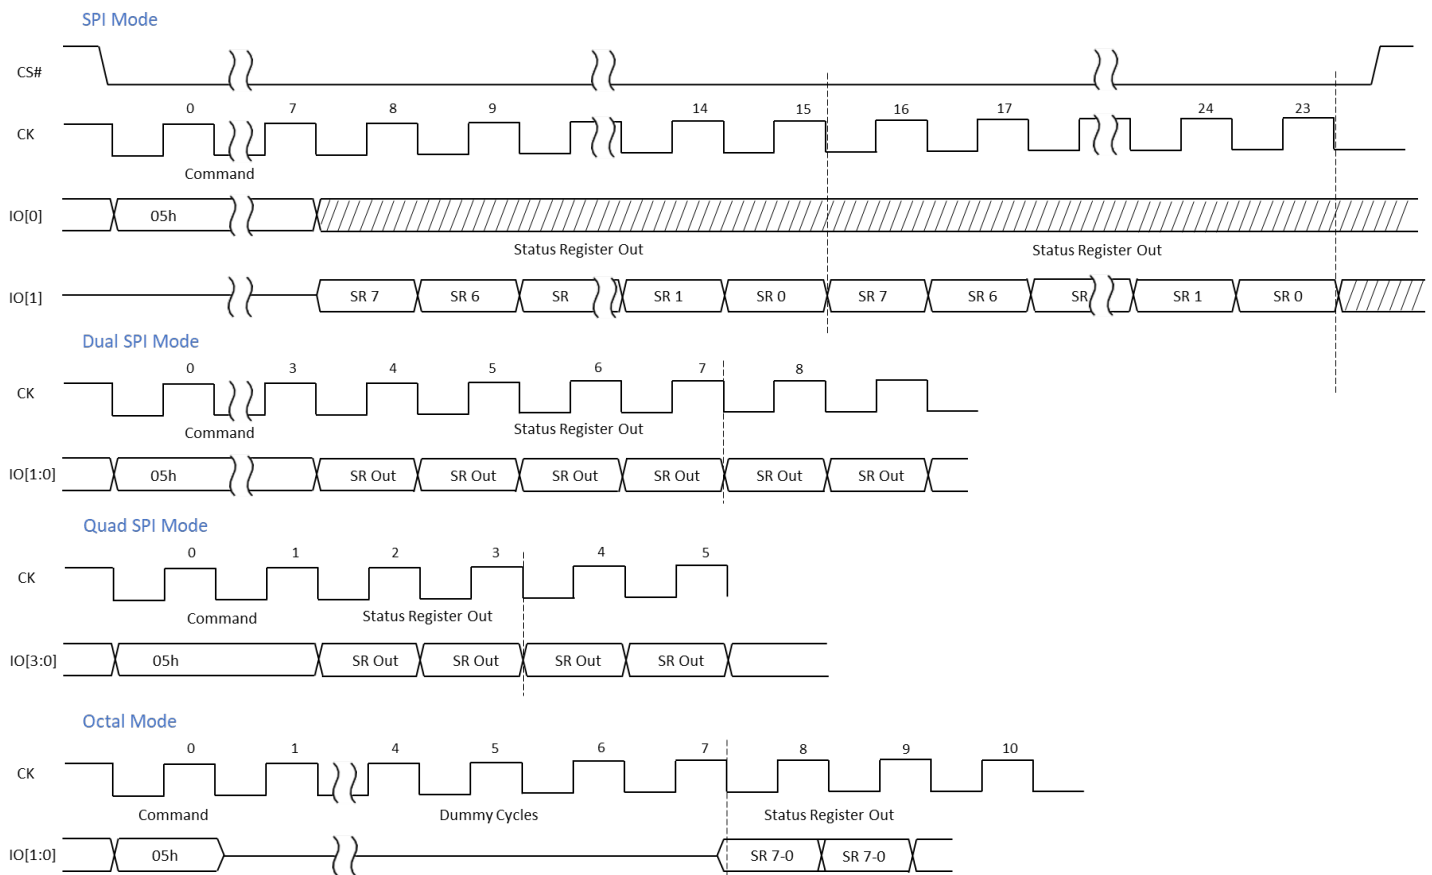 SPI Mode
CS#
0 7 8 9 14 15 16 17 24 23
CK
Command
IO[0] 05h
Status Register Out Status Register Out
IO[1] SR 7 SR 6 SR SR 1 SR 0 SR 7 SR 6 SR SR 1 SR 0
Dual SPI Mode
0 3 4 5 6 7 8
CK
Command Status Register Out
IO[1:0] 05h SR Out SR Out SR Out SR Out SR Out SR Out
Quad SPI Mode
0 1 2 3 4 5
CK
Command Status Register Out
IO[3:0] 05h SR Out SR Out SR Out SR Out
Octal Mode
0 1 4 5 6 7 8 9 10
CK
Command Dummy Cycles Status Register Out
IO[1:0] 05h SR 7-0 SR 7-0